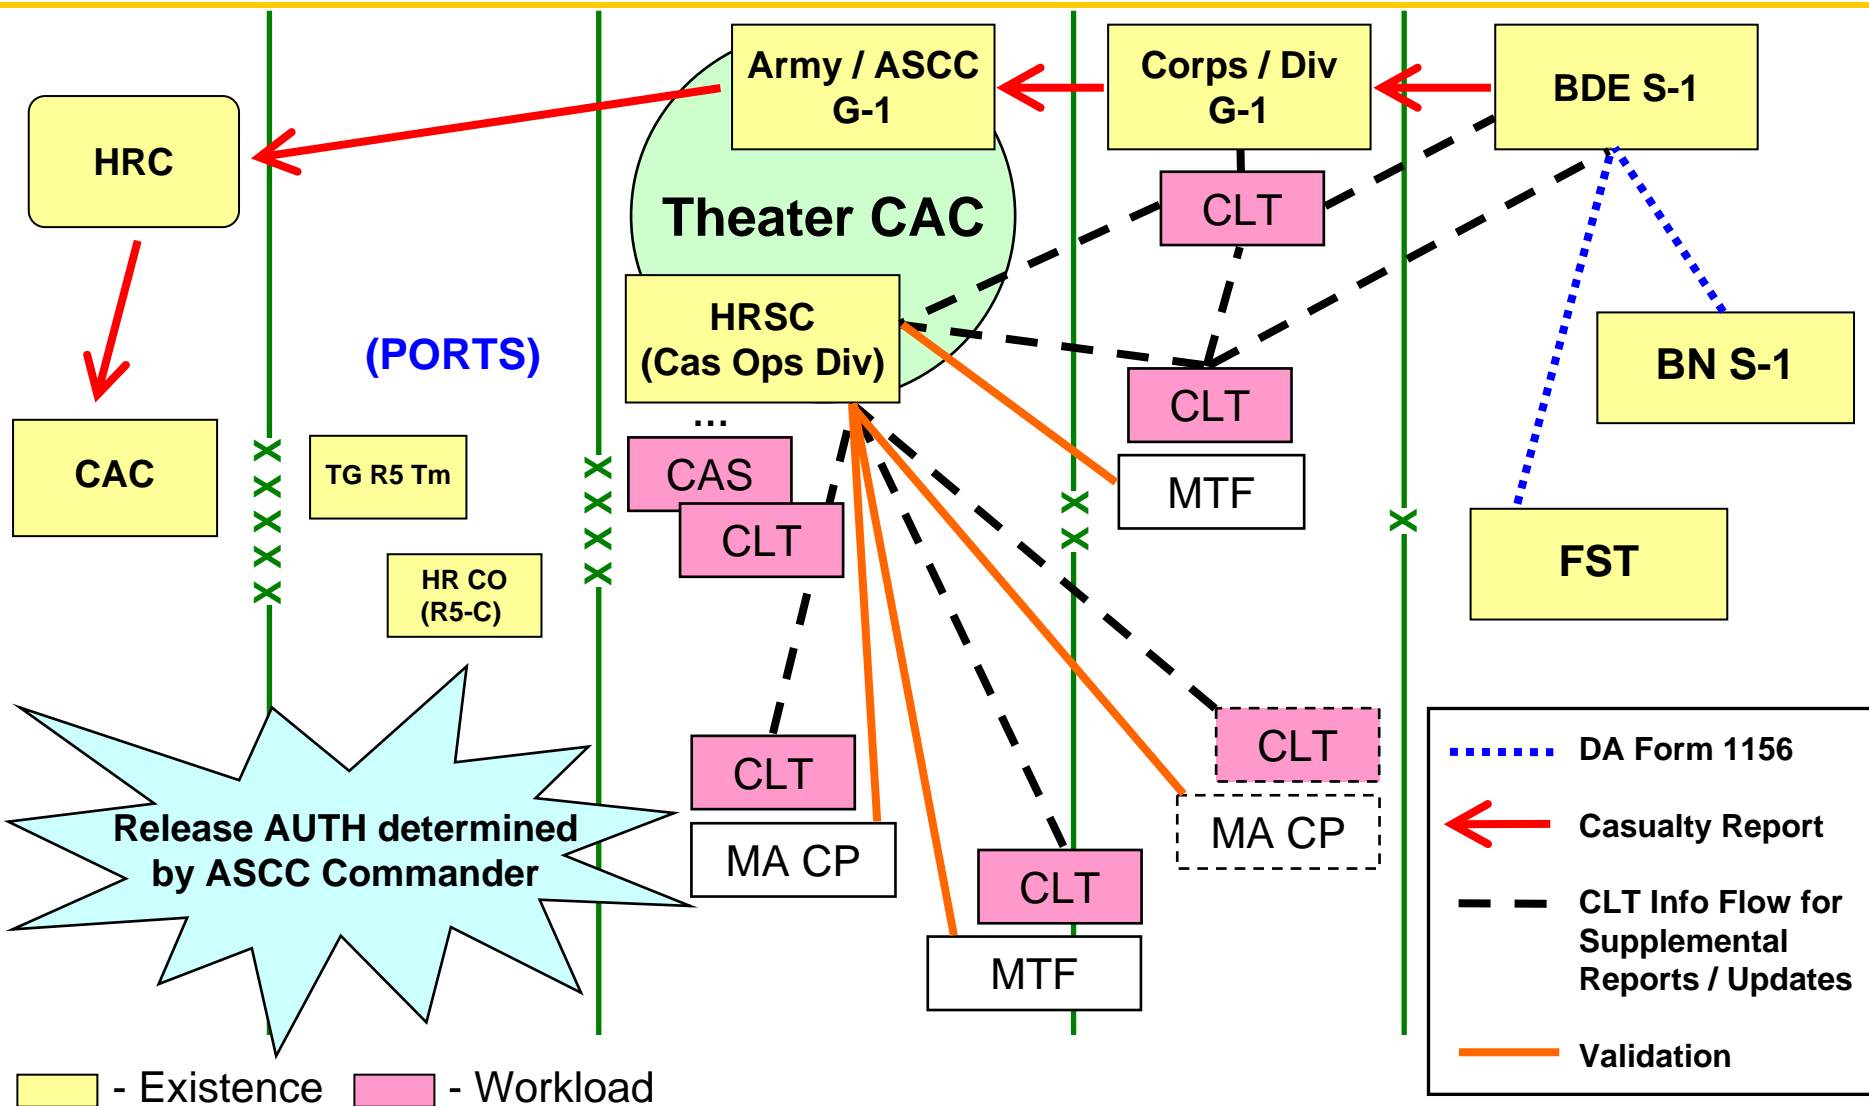 Army / ASCC
G-1
Corps / Div
G-1
BDE S-1
HRC
Theater CAC
CLT
HRSC
(Cas Ops Div)
(PORTS)
BN S-1
CLT
...
CAC
TG R5 Tm
CAS
MTF
X
X
X
X
X
X
X
X
X
X
X
X
CLT
FST
HR CO
(R5-C)
CLT
MA CP
CLT
MA CP
CLT
MTF
Release AUTH determined
by ASCC Commander
DA Form 1156
Casualty Report
CLT Info Flow for
Supplemental
Reports / Updates
Validation
- Existence
- Workload